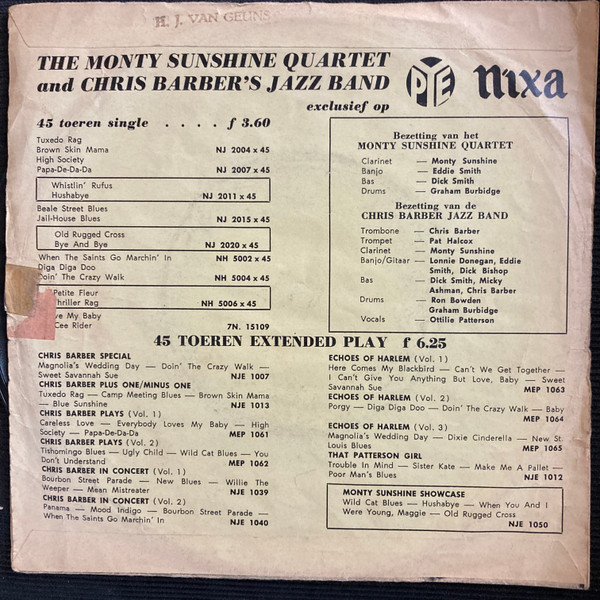 H. J. VAN GEUNS
THE MONTY SUNSHINE QUARTET
and CHRIS BARBER'S JAZZ BAND
exclusief op
PYE
nixa
45 toeren single . . . . f 3.60
Tuxedo Rag
Brown Skin Mama — NJ 2004 x 45
High Society
Papa-De-Da-Da — NJ 2007 x 45
Whistlin' Rufus
Hushabye NJ 2011 x 45
Beale Street Blues
Jail-House Blues NJ 2015 x 45
Old Rugged Cross
Bye And Bye NJ 2020 x 45
When The Saints Go Marchin' In NH 5002 x 45
Diga Diga Doo
Doin' The Crazy Walk NH 5004 x 45
Petite Fleur
Thriller Rag NH 5006 x 45
ve My Baby
Cee Rider 7N. 15109
Bezetting van het
MONTY SUNSHINE QUARTET
Clarinet — Monty Sunshine
Banjo — Eddie Smith
Bas — Dick Smith
Drums — Graham Burbidge
Bezetting van de
CHRIS BARBER JAZZ BAND
Trombone — Chris Barber
Trompet — Pat Halcox
Clarinet — Monty Sunshine
Banjo/Gitaar — Lonnie Donegan, Eddie
Smith, Dick Bishop
Bas — Dick Smith, Micky
Ashman, Chris Barber
Drums — Ron Bowden
Graham Burbidge
Vocals — Ottilie Patterson
45 TOEREN EXTENDED PLAY f 6.25
CHRIS BARBER SPECIAL
Magnolia's Wedding Day — Doin' The Crazy Walk —
Sweet Savannah Sue NJE 1007
CHRIS BARBER PLUS ONE/MINUS ONE
Tuxedo Rag — Camp Meeting Blues — Brown Skin Mama
— Blue Sunshine NJE 1013
CHRIS BARBER PLAYS (Vol. 1)
Careless Love — Everybody Loves My Baby — High
Society — Papa-De-Da-Da MEP 1061
CHRIS BARBER PLAYS (Vol. 2)
Tishomingo Blues — Ugly Child — Wild Cat Blues — You
Don't Understand MEP 1062
CHRIS BARBER IN CONCERT (Vol. 1)
Bourbon Street Parade — New Blues — Willie The
Weeper — Mean Mistreater NJE 1039
CHRIS BARBER IN CONCERT (Vol. 2)
Panama — Mood Indigo — Bourbon Street Parade —
When The Saints Go Marchin' In NJE 1040
ECHOES OF HARLEM (Vol. 1)
Here Comes My Blackbird — Can't We Get Together —
I Can't Give You Anything But Love, Baby — Sweet
Savannah Sue MEP 1063
ECHOES OF HARLEM (Vol. 2)
Porgy — Diga Diga Doo — Doin' The Crazy Walk — Baby
MEP 1064
ECHOES OF HARLEM (Vol. 3)
Magnolia's Wedding Day — Dixie Cinderella — New St.
Louis Blues MEP 1065
THAT PATTERSON GIRL
Trouble In Mind — Sister Kate — Make Me A Pallet —
Poor Man's Blues NJE 1012
MONTY SUNSHINE SHOWCASE
Wild Cat Blues — Hushabye — When You and I
Were Young, Maggie — Old Rugged Cross
NJE 1050